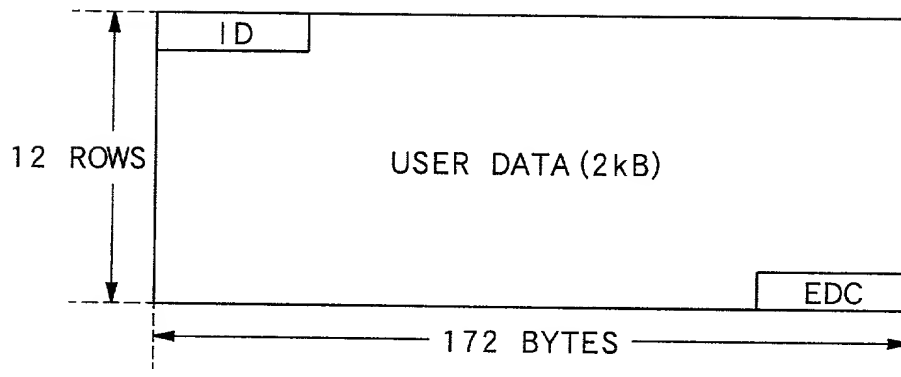 ID
12 ROWS
USER DATA (2kB)
EDC
172 BYTES